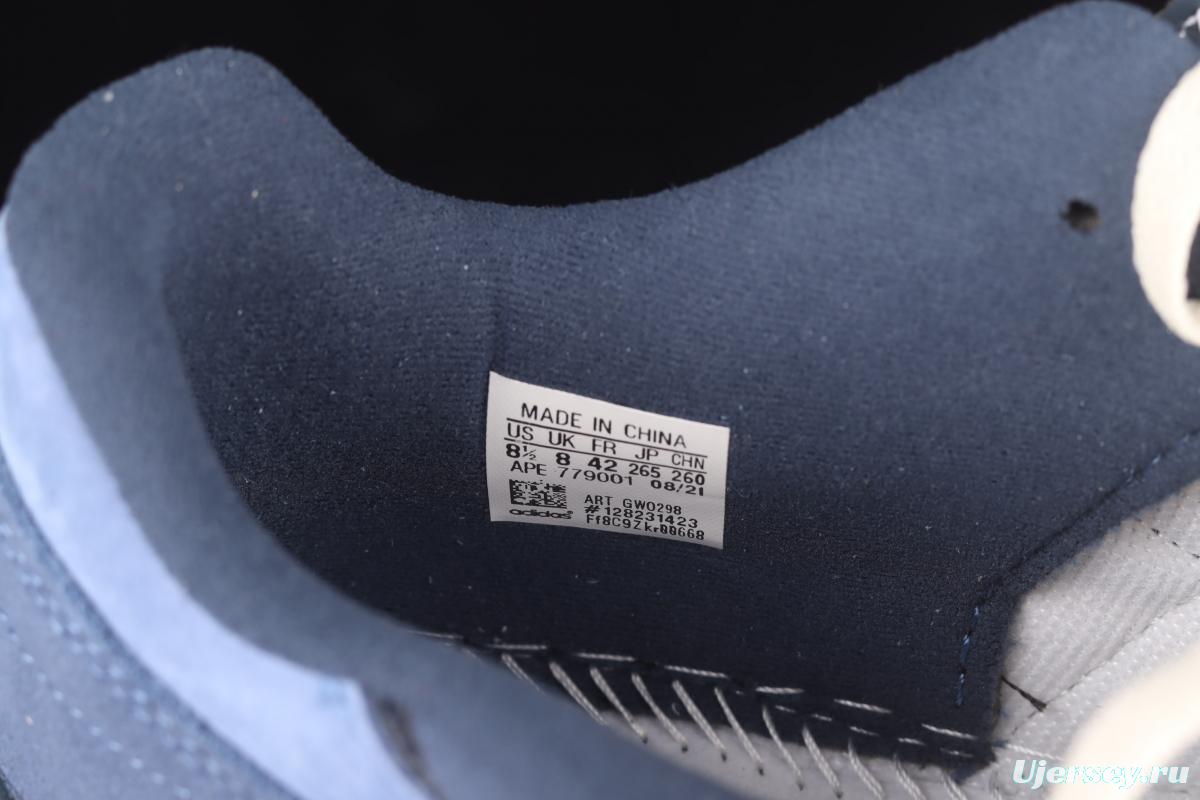 MADE IN CHINA
US UK FR JP CHN
8½ 8 42 265 260
APE 779001 08/21
ART GW0298
#128231423
adidas Ff8C9Zkr00668
Ujersey.ru